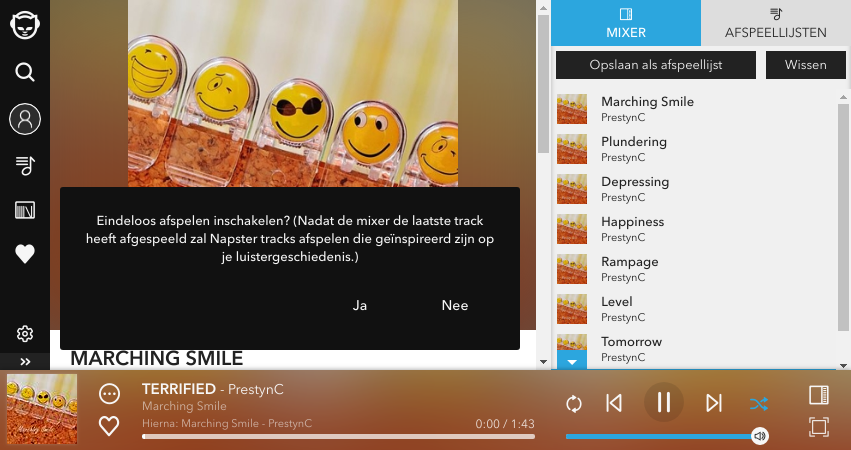 MIXER
AFSPEELLIJSTEN
Opslaan als afspeellijst
Wissen
Marching Smile
PrestynC
Plundering
PrestynC
Depressing
PrestynC
Happiness
PrestynC
Rampage
PrestynC
Level
PrestynC
Tomorrow
PrestynC
Eindeloos afspelen inschakelen? (Nadat de mixer de laatste track
heeft afgespeeld zal Napster tracks afspelen die geïnspireerd zijn op
je luistergeschiedenis.)
Ja
Nee
MARCHING SMILE
TERRIFIED - PrestynC
Marching Smile
Hierna: Marching Smile - PrestynC
0:00 / 1:43
Marching Smile